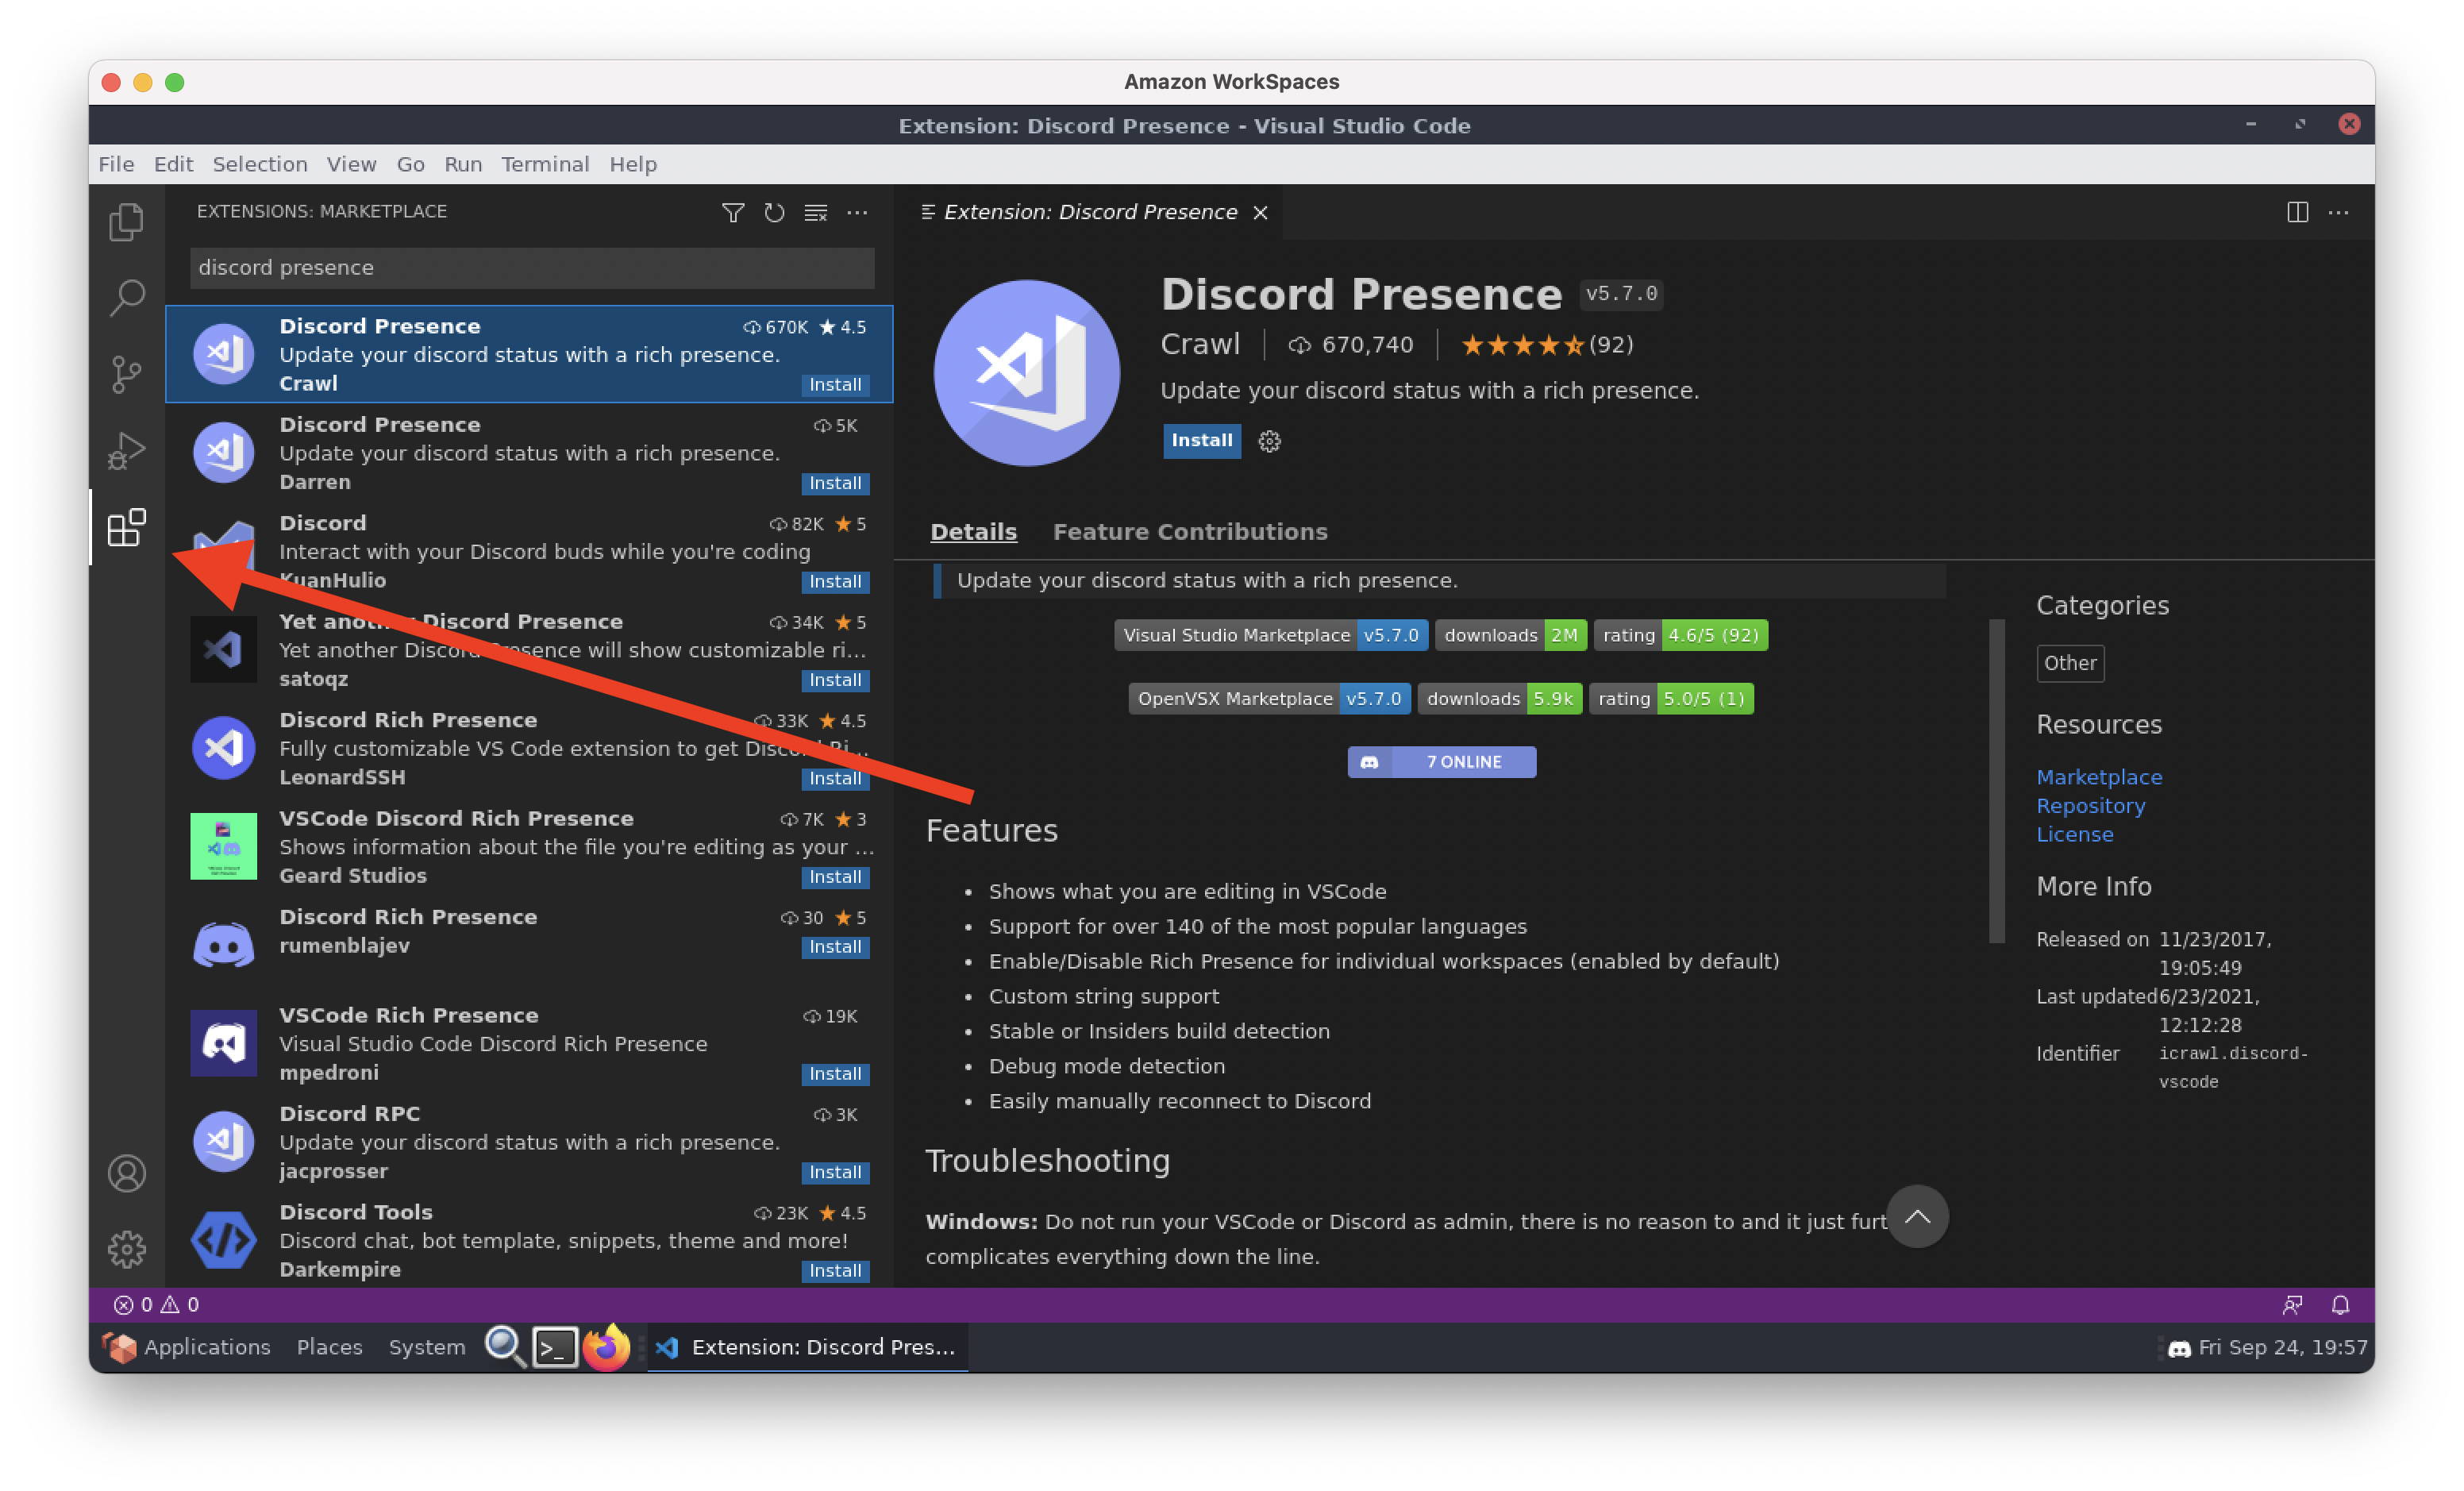 Amazon WorkSpaces
Extension: Discord Presence - Visual Studio Code
File Edit Selection View Go Run Terminal Help
EXTENSIONS: MARKETPLACE
discord presence
Discord Presence 670K ★ 4.5
Update your discord status with a rich presence.
Crawl Install
Discord Presence 5K
Update your discord status with a rich presence.
Darren Install
Discord 82K ★ 5
Interact with your Discord buds while you're coding
KuanHulio Install
Yet another Discord Presence 34K ★ 5
Yet another Discord Presence will show customizable ri...
satoqz Install
Discord Rich Presence 33K ★ 4.5
Fully customizable VS Code extension to get Discord Ri...
LeonardSSH Install
VSCode Discord Rich Presence 7K ★ 3
Shows information about the file you're editing as your ...
Geard Studios Install
Discord Rich Presence 30 ★ 5
rumenblajev Install
VSCode Rich Presence 19K
Visual Studio Code Discord Rich Presence
mpedroni Install
Discord RPC 3K
Update your discord status with a rich presence.
jacprosser Install
Discord Tools 23K ★ 4.5
Discord chat, bot template, snippets, theme and more!
Darkempire Install
Extension: Discord Presence
Discord Presence v5.7.0
Crawl 670,740 ★★★★★ (92)
Update your discord status with a rich presence.
Install
Details Feature Contributions
Update your discord status with a rich presence.
Visual Studio Marketplace v5.7.0 downloads 2M rating 4.6/5 (92)
OpenVSX Marketplace v5.7.0 downloads 5.9k rating 5.0/5 (1)
7 ONLINE
Features
• Shows what you are editing in VSCode
• Support for over 140 of the most popular languages
• Enable/Disable Rich Presence for individual workspaces (enabled by default)
• Custom string support
• Stable or Insiders build detection
• Debug mode detection
• Easily manually reconnect to Discord
Troubleshooting
Windows: Do not run your VSCode or Discord as admin, there is no reason to and it just furt
complicates everything down the line.
Categories
Other
Resources
Marketplace
Repository
License
More Info
Released on 11/23/2017,
19:05:49
Last updated 6/23/2021,
12:12:28
Identifier icrawl.discord-
vscode
0 0
Applications Places System Extension: Discord Pres... Fri Sep 24, 19:57